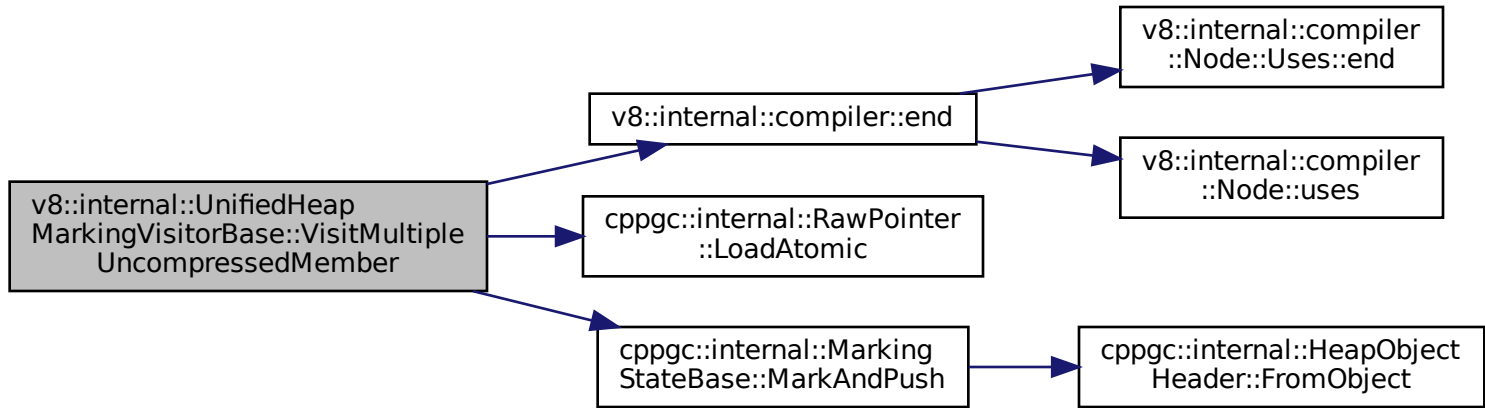 v8::internal::UnifiedHeap
MarkingVisitorBase::VisitMultiple
UncompressedMember
v8::internal::compiler::end
v8::internal::compiler
::Node::Uses::end
v8::internal::compiler
::Node::uses
cppgc::internal::RawPointer
::LoadAtomic
cppgc::internal::Marking
StateBase::MarkAndPush
cppgc::internal::HeapObject
Header::FromObject